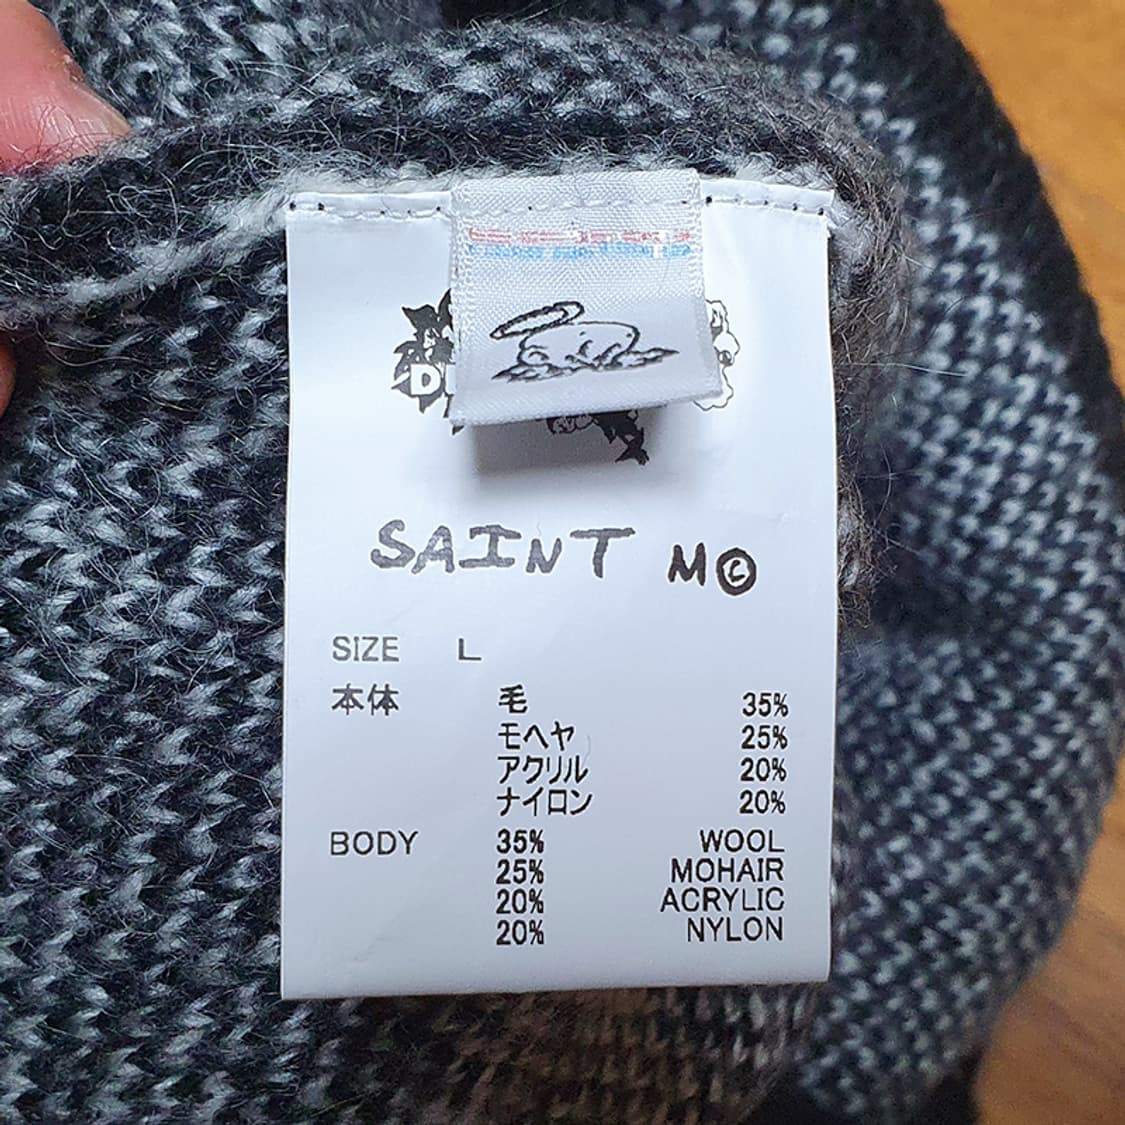 SAINT M©
SIZE L
本体 毛 35%
モヘヤ 25%
アクリル 20%
ナイロン 20%
BODY 35% WOOL
25% MOHAIR
20% ACRYLIC
20% NYLON